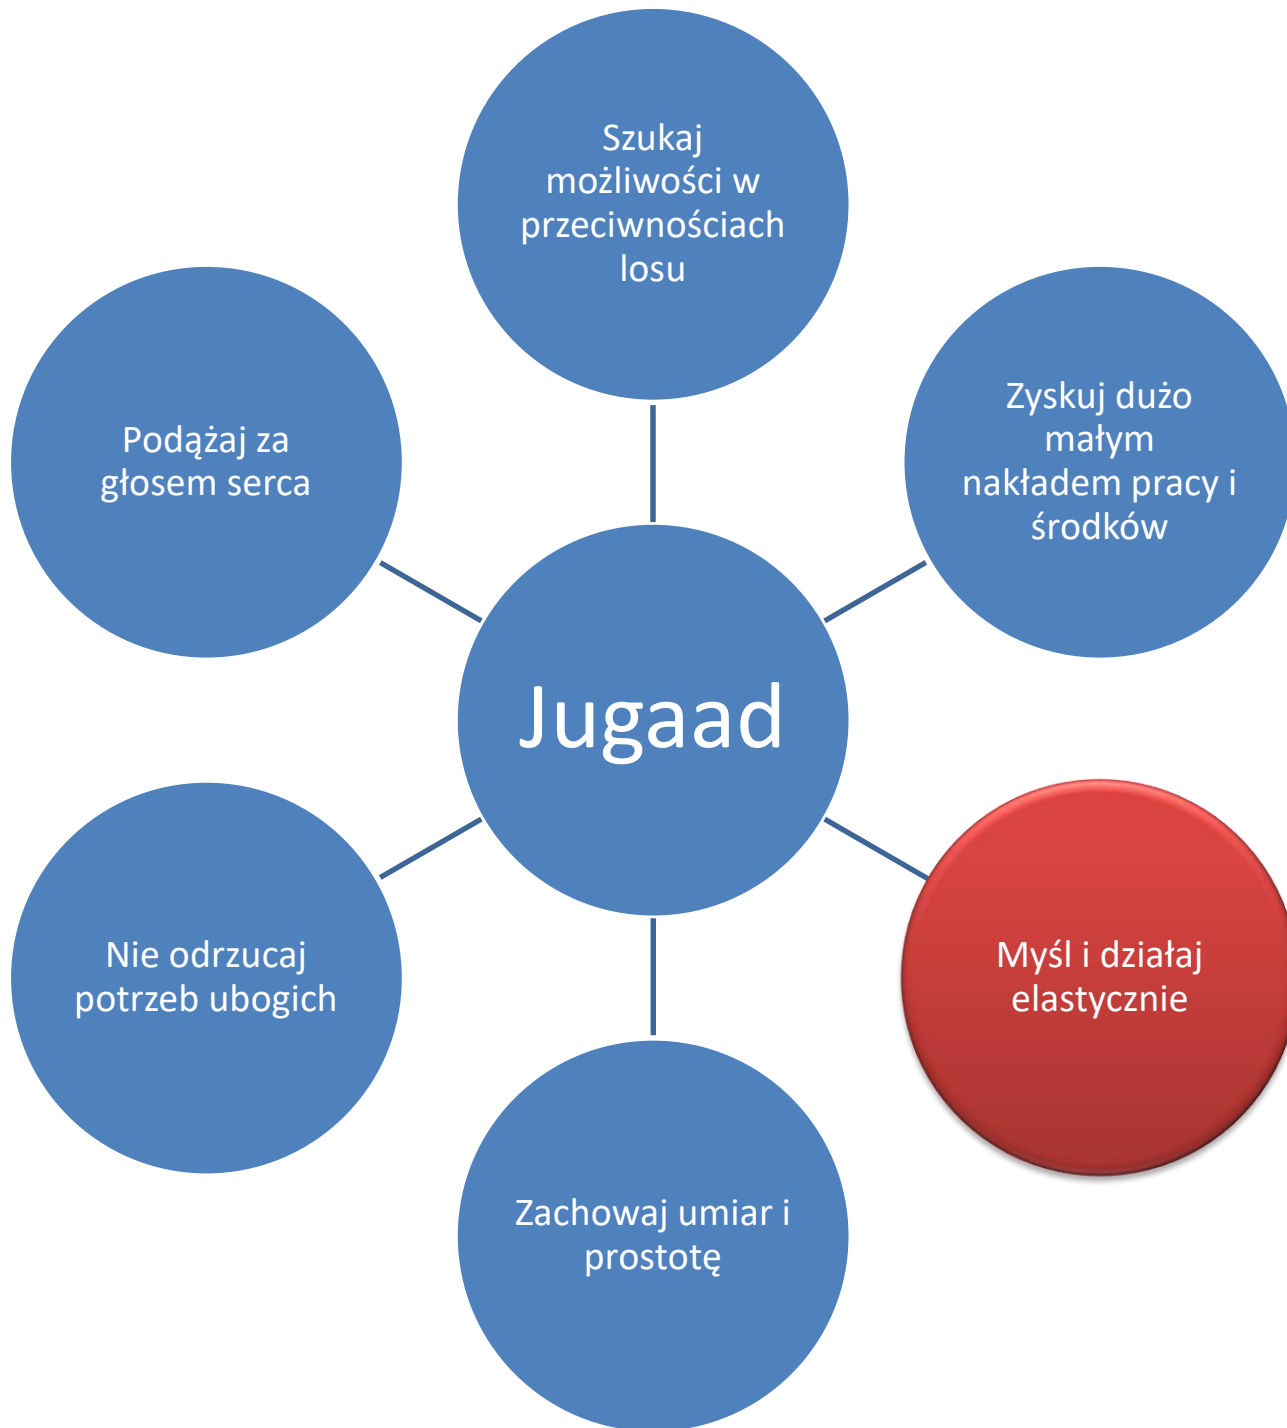 Szukaj
możliwości w
przeciwnościach
losu
Zyskuj dużo
małym
nakładem pracy i
środków
Podążaj za
głosem serca
Jugaad
Myśl i działaj
elastycznie
Nie odrzucaj
potrzeb ubogich
Zachowaj umiar i
prostotę